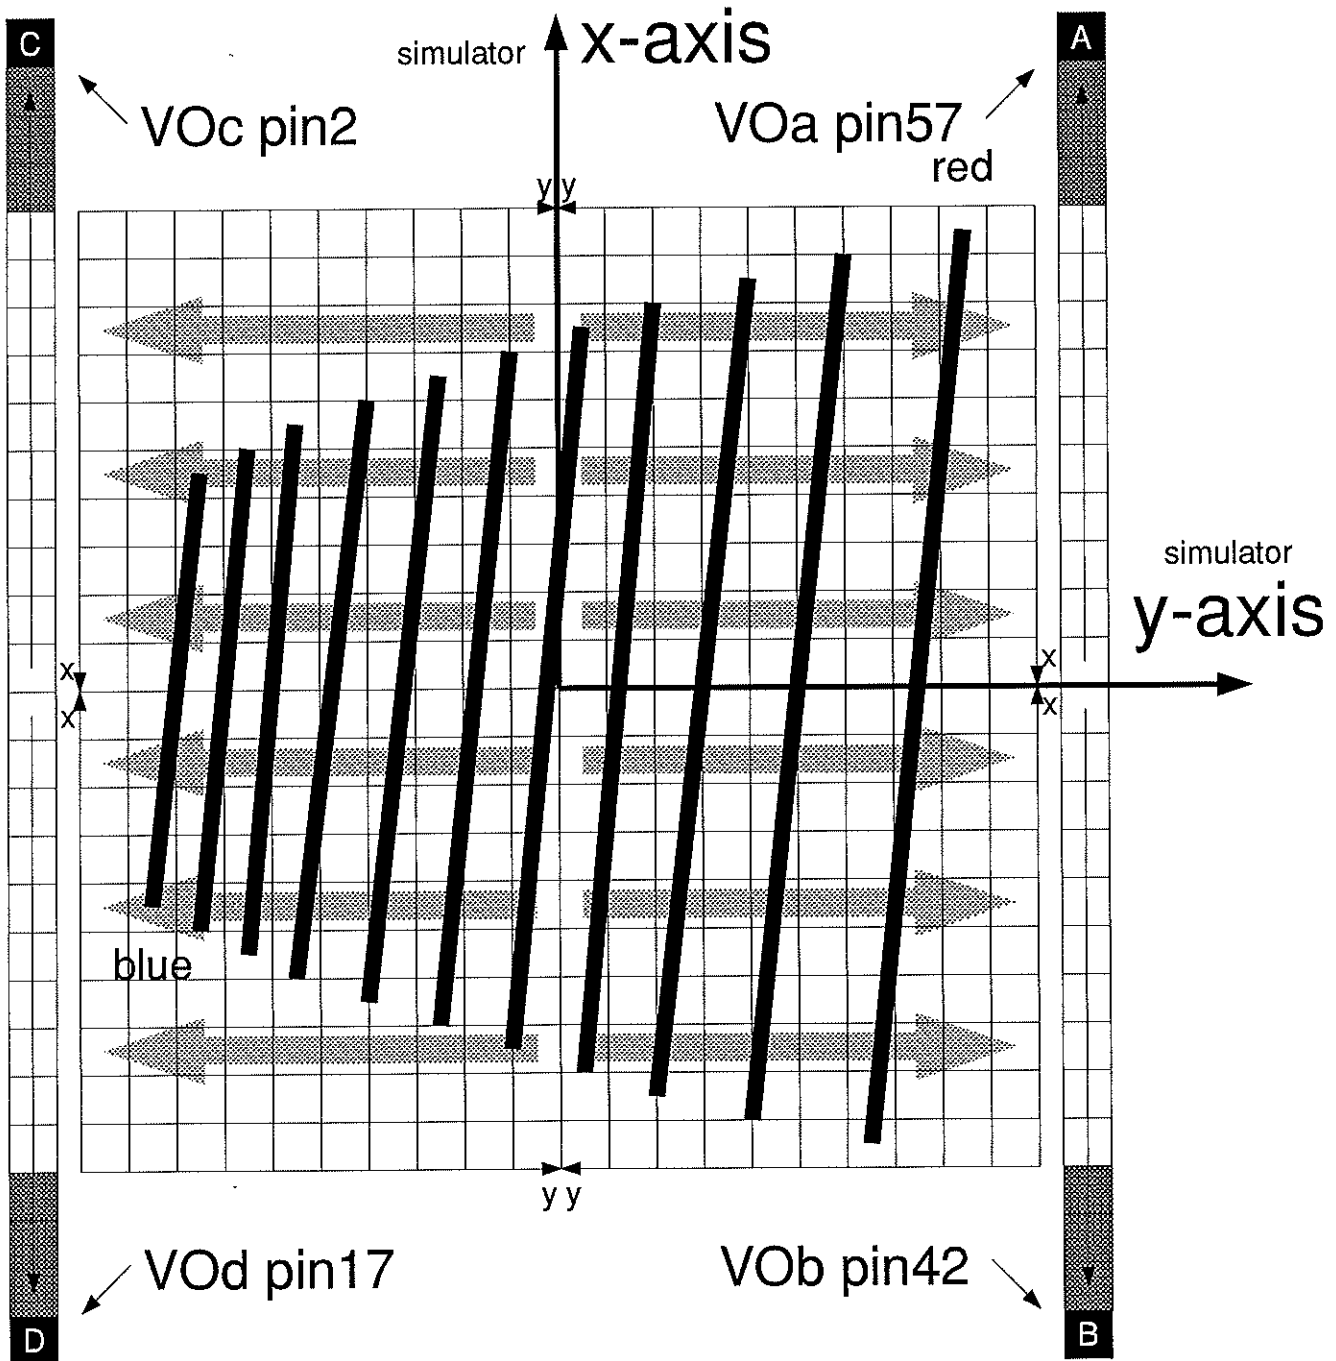 C
simulator
x-axis
A
VOc pin2
VOa pin57
red
y y
simulator
y-axis
x
x
x
x
blue
y y
VOd pin17
VOb pin42
D
B